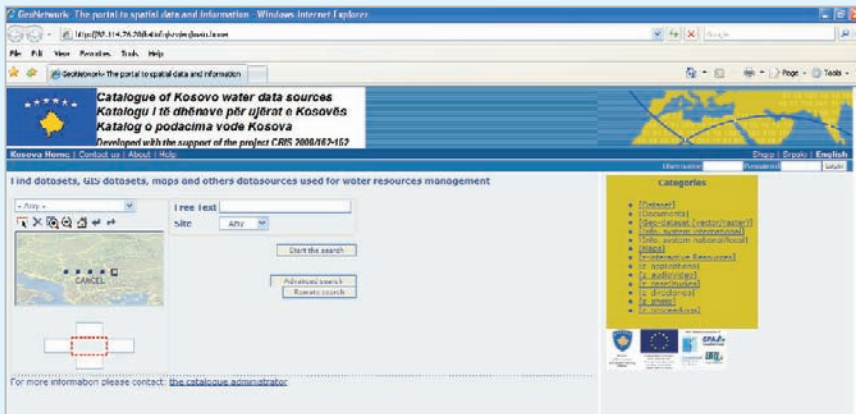 GeoNetwork- The portal to spatial data and information - Windows Internet Explorer
File Edit View Favorites Tools Help
GeoNetwork- The portal to spatial data and information
Page Tools
Catalogue of Kosovo water data sources
Katalogu i të dhënave për ujërat e Kosovës
Katalog o podacima vode Kosova
Developed with the support of the project CRIS 2008/162-152
Kosova Home | Contact us | About | Help
Shqip | Srpski | English
Username Password Login
Find datasets, GIS datasets, maps and others datasources used for water resources management
- Any -
Free Text
Site Any
Start the search
CANCEL
Advanced search
Remote search
Categories
[Dataset]
[Documents]
[Geo-dataset (vector/raster)]
[Info. system international]
[Info. system national/local]
[Maps]
[z-interactive Resources]
[z_applications]
[z_audiovideo]
[z_casestudies]
[z_directories]
[z_photo]
[z_proceedings]
For more information please contact: the catalogue administrator